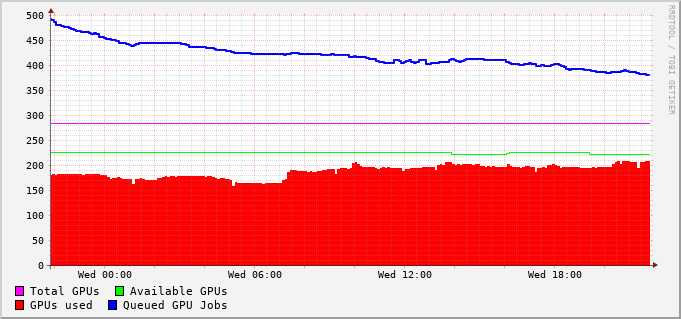 500
450
400
350
300
250
200
150
100
50
0
Wed 00:00 Wed 06:00 Wed 12:00 Wed 18:00
Total GPUs Available GPUs
GPUs used Queued GPU Jobs
RRDTOOL / TOBI OETIKER